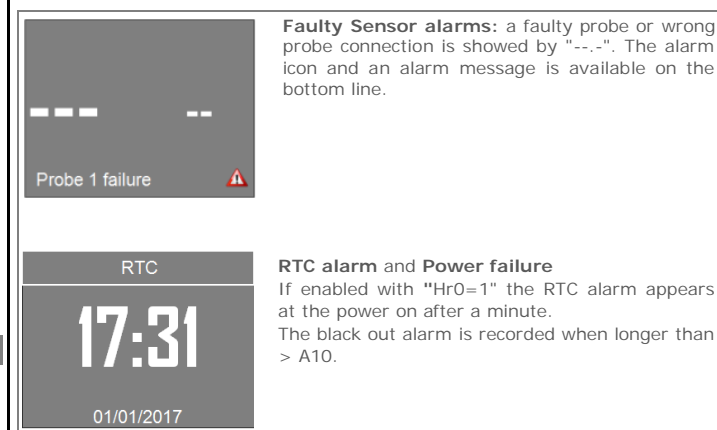 Faulty Sensor alarms: a faulty probe or wrong
probe connection is showed by "--.-". The alarm
icon and an alarm message is available on the
bottom line.
--- --
Probe 1 failure
RTC
17:31
01/01/2017
RTC alarm and Power failure
If enabled with "Hr0=1" the RTC alarm appears
at the power on after a minute.
The black out alarm is recorded when longer than
> A10.